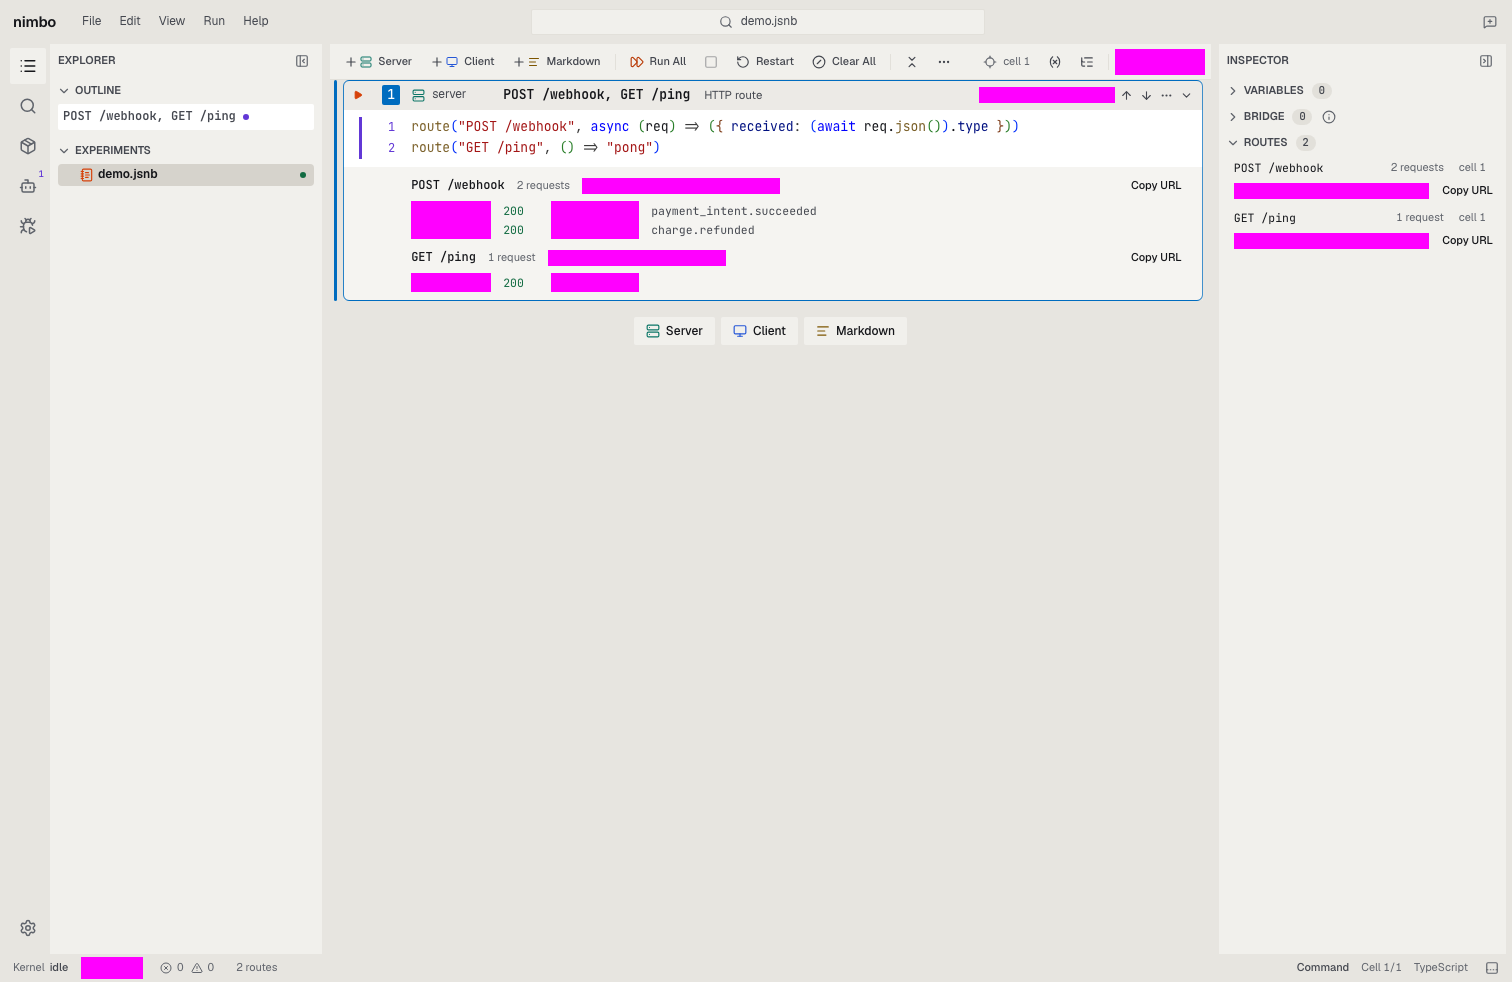 nimbo File Edit View Run Help
demo.jsnb
EXPLORER
OUTLINE
POST /webhook, GET /ping
EXPERIMENTS
demo.jsnb
1
Server Client Markdown Run All Restart Clear All cell 1
1 server POST /webhook, GET /ping HTTP route
1 route("POST /webhook", async (req) => ({ received: (await req.json()).type }))
2 route("GET /ping", () => "pong")
POST /webhook 2 requests Copy URL
200 payment_intent.succeeded
200 charge.refunded
GET /ping 1 request Copy URL
200
Server Client Markdown
INSPECTOR
VARIABLES 0
BRIDGE 0
ROUTES 2
POST /webhook 2 requests cell 1
Copy URL
GET /ping 1 request cell 1
Copy URL
Kernel idle 0 0 2 routes
Command Cell 1/1 TypeScript